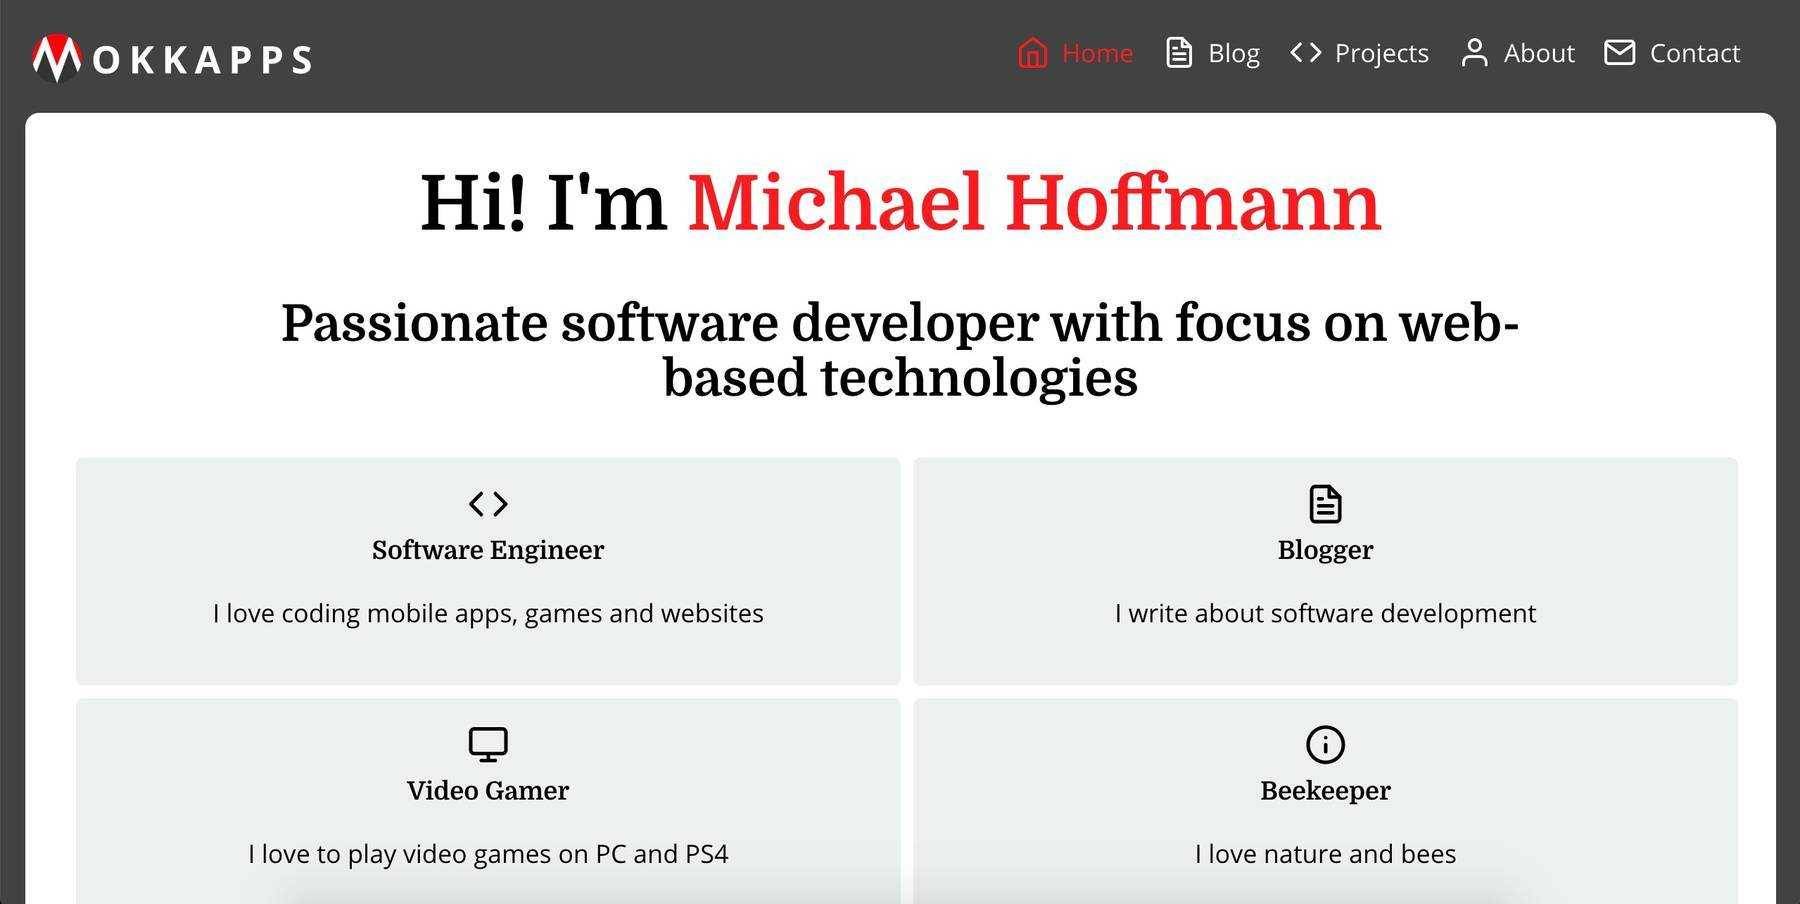 MOKKAPPS
Home Blog Projects About Contact
Hi! I'm Michael Hoffmann
Passionate software developer with focus on web-
based technologies
Software Engineer
I love coding mobile apps, games and websites
Blogger
I write about software development
Video Gamer
I love to play video games on PC and PS4
Beekeeper
I love nature and bees